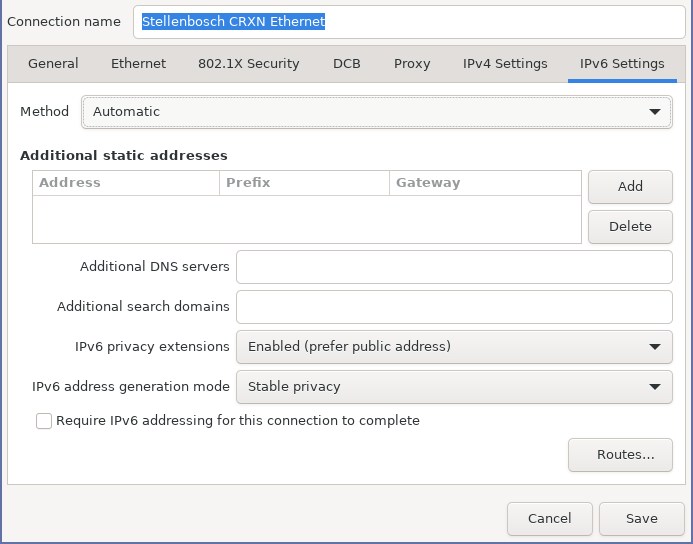 Connection name Stellenbosch CRXN Ethernet
General Ethernet 802.1X Security DCB Proxy IPv4 Settings IPv6 Settings
Method Automatic
Additional static addresses
Address Prefix Gateway
Add
Delete
Additional DNS servers
Additional search domains
IPv6 privacy extensions Enabled (prefer public address)
IPv6 address generation mode Stable privacy
Require IPv6 addressing for this connection to complete
Routes...
Cancel Save